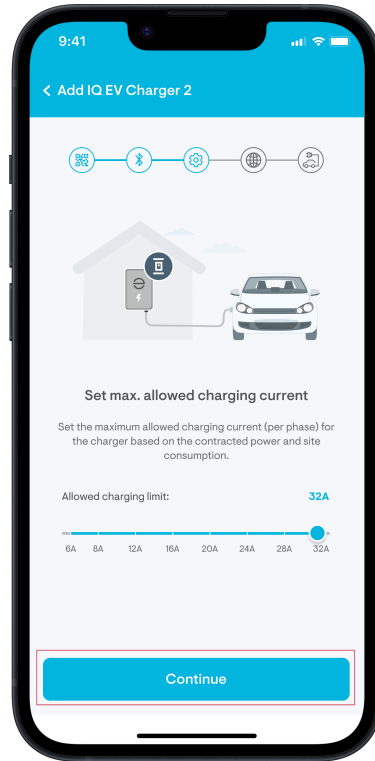 9:41
Add IQ EV Charger 2
Set max. allowed charging current
Set the maximum allowed charging current (per phase) for
the charger based on the contracted power and site
consumption.
Allowed charging limit: 32A
6A 8A 12A 16A 20A 24A 28A 32A
Continue